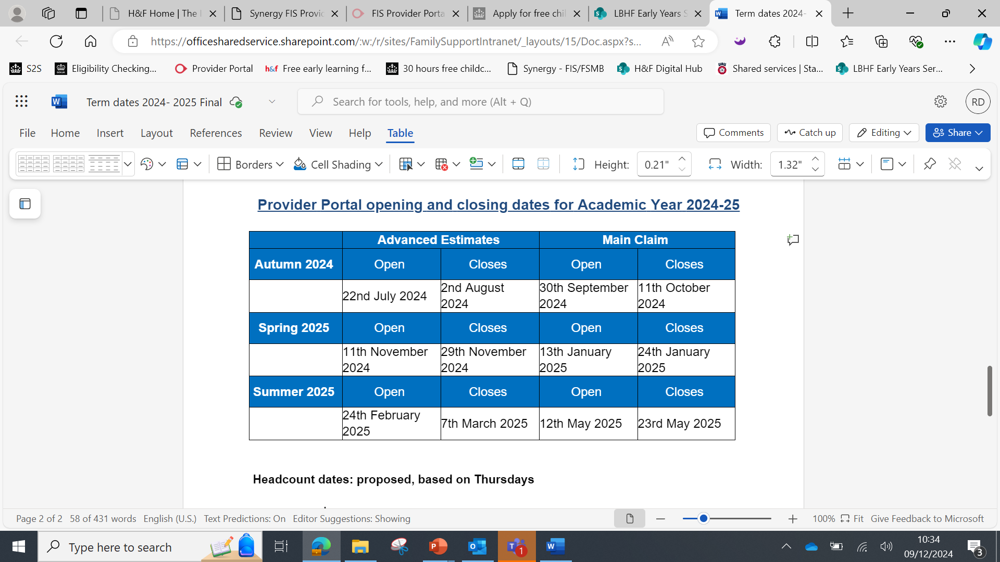 H&F Home | The
Synergy FIS Provid
FIS Provider Porta
Apply for free chil
LBHF Early Years S
Term dates 2024-
https://officesharedservice.sharepoint.com/:w:/r/sites/FamilySupportIntranet/_layouts/15/Doc.aspx?s...
S2S
Eligibility Checking...
Provider Portal
h&f Free early learning f...
30 hours free childc...
Synergy - FIS/FSMB
H&F Digital Hub
Shared services | Sta...
LBHF Early Years Ser...
Term dates 2024- 2025 Final
Search for tools, help, and more (Alt + Q)
RD
File Home Insert Layout References Review View Help Table
Comments Catch up Editing Share
Borders Cell Shading Height: 0.21" Width: 1.32"
Provider Portal opening and closing dates for Academic Year 2024-25
Advanced Estimates Main Claim
Autumn 2024 Open Closes Open Closes
22nd July 2024
2nd August
2024
30th September
2024
11th October
2024
Spring 2025 Open Closes Open Closes
11th November
2024
29th November
2024
13th January
2025
24th January
2025
Summer 2025 Open Closes Open Closes
24th February
2025
7th March 2025
12th May 2025
23rd May 2025
Headcount dates: proposed, based on Thursdays
Page 2 of 2 58 of 431 words English (U.S.) Text Predictions: On Editor Suggestions: Showing
100% Fit Give Feedback to Microsoft
Type here to search
1
10:34
09/12/2024
3